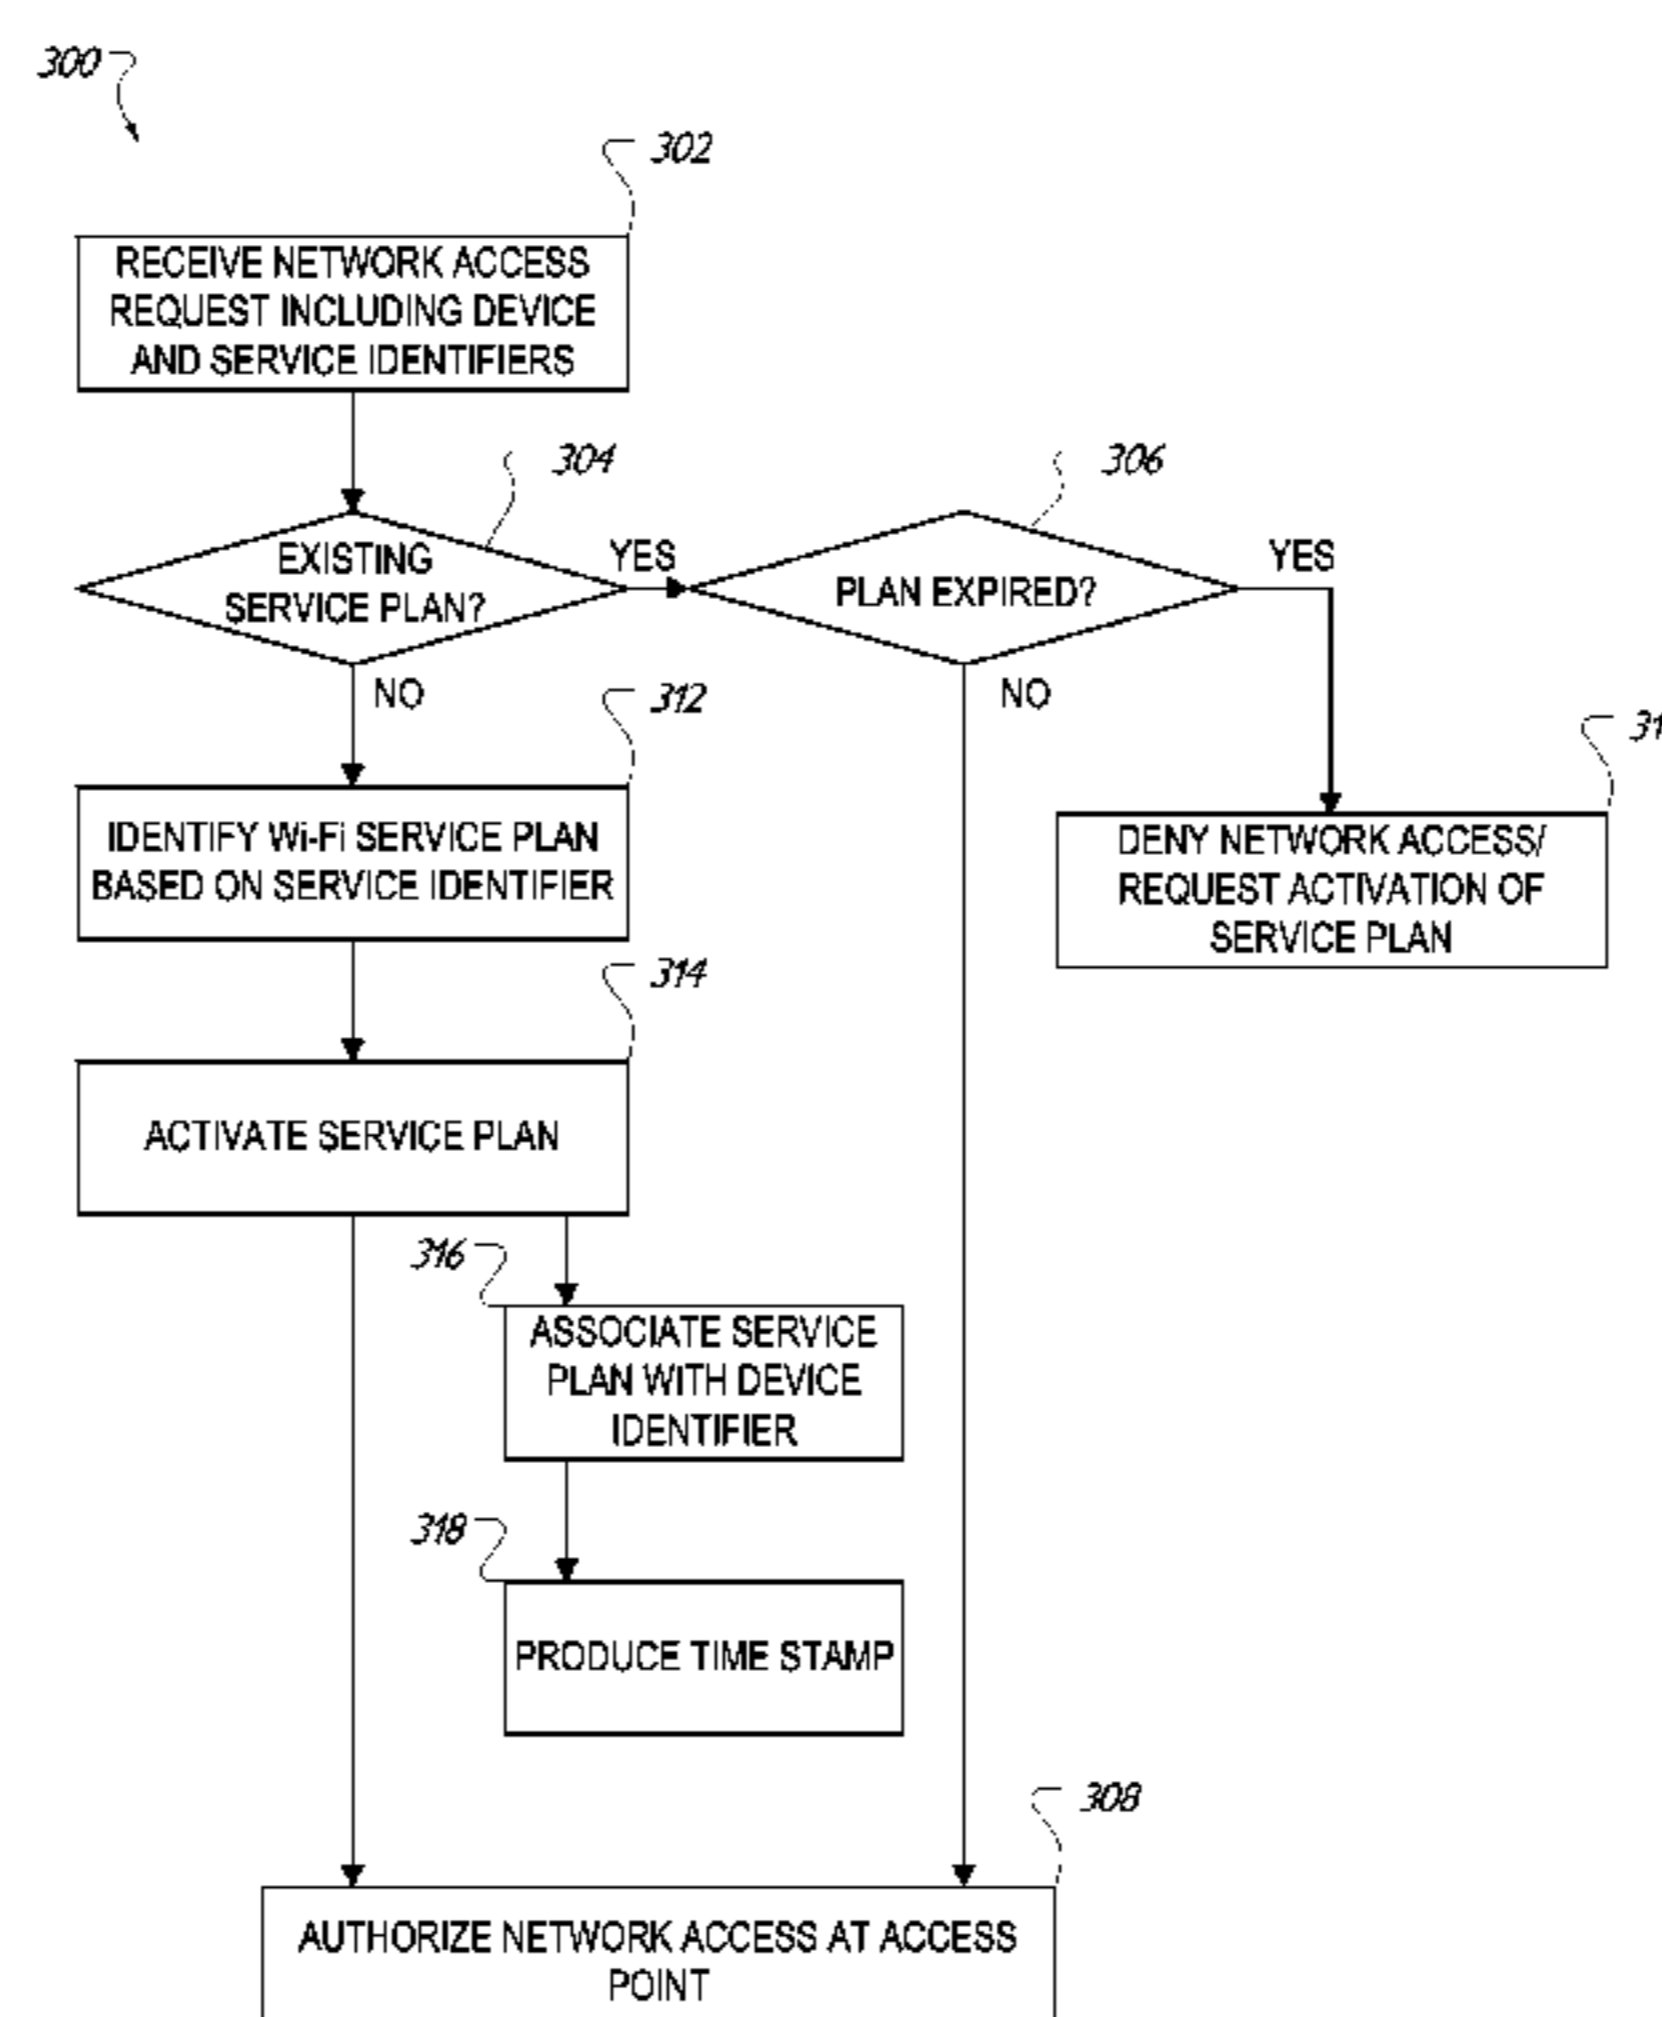 300
302
RECEIVE NETWORK ACCESS
REQUEST INCLUDING DEVICE
AND SERVICE IDENTIFIERS
304
306
EXISTING
SERVICE PLAN?
YES
PLAN EXPIRED?
YES
NO
NO
312
31
IDENTIFY Wi-Fi SERVICE PLAN
BASED ON SERVICE IDENTIFIER
DENY NETWORK ACCESS/
REQUEST ACTIVATION OF
SERVICE PLAN
314
ACTIVATE SERVICE PLAN
316
ASSOCIATE SERVICE
PLAN WITH DEVICE
IDENTIFIER
318
PRODUCE TIME STAMP
308
AUTHORIZE NETWORK ACCESS AT ACCESS
POINT